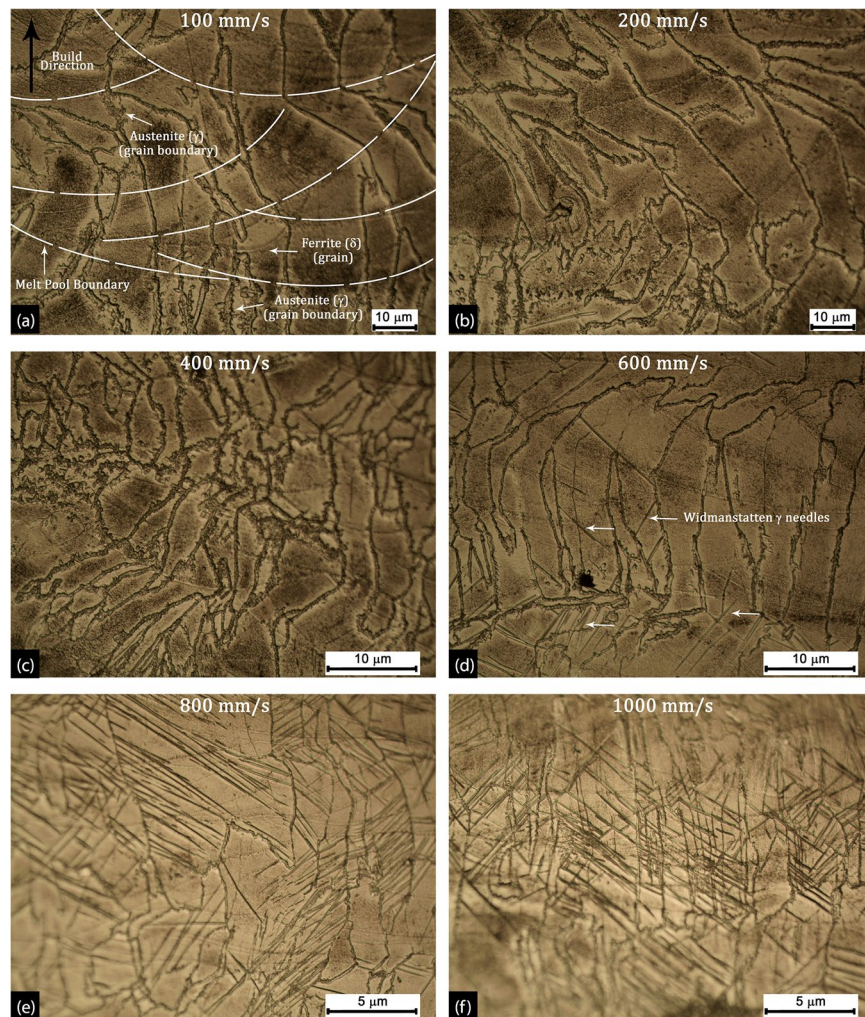 100 mm/s
Build
Direction
Austenite (γ)
(grain boundary)
Ferrite (δ)
(grain)
Melt Pool Boundary
Austenite (γ)
(grain boundary)
(a)
10 μm
200 mm/s
(b)
10 μm
400 mm/s
(c)
10 μm
600 mm/s
Widmanstatten γ needles
(d)
10 μm
800 mm/s
(e)
5 μm
1000 mm/s
(f)
5 μm